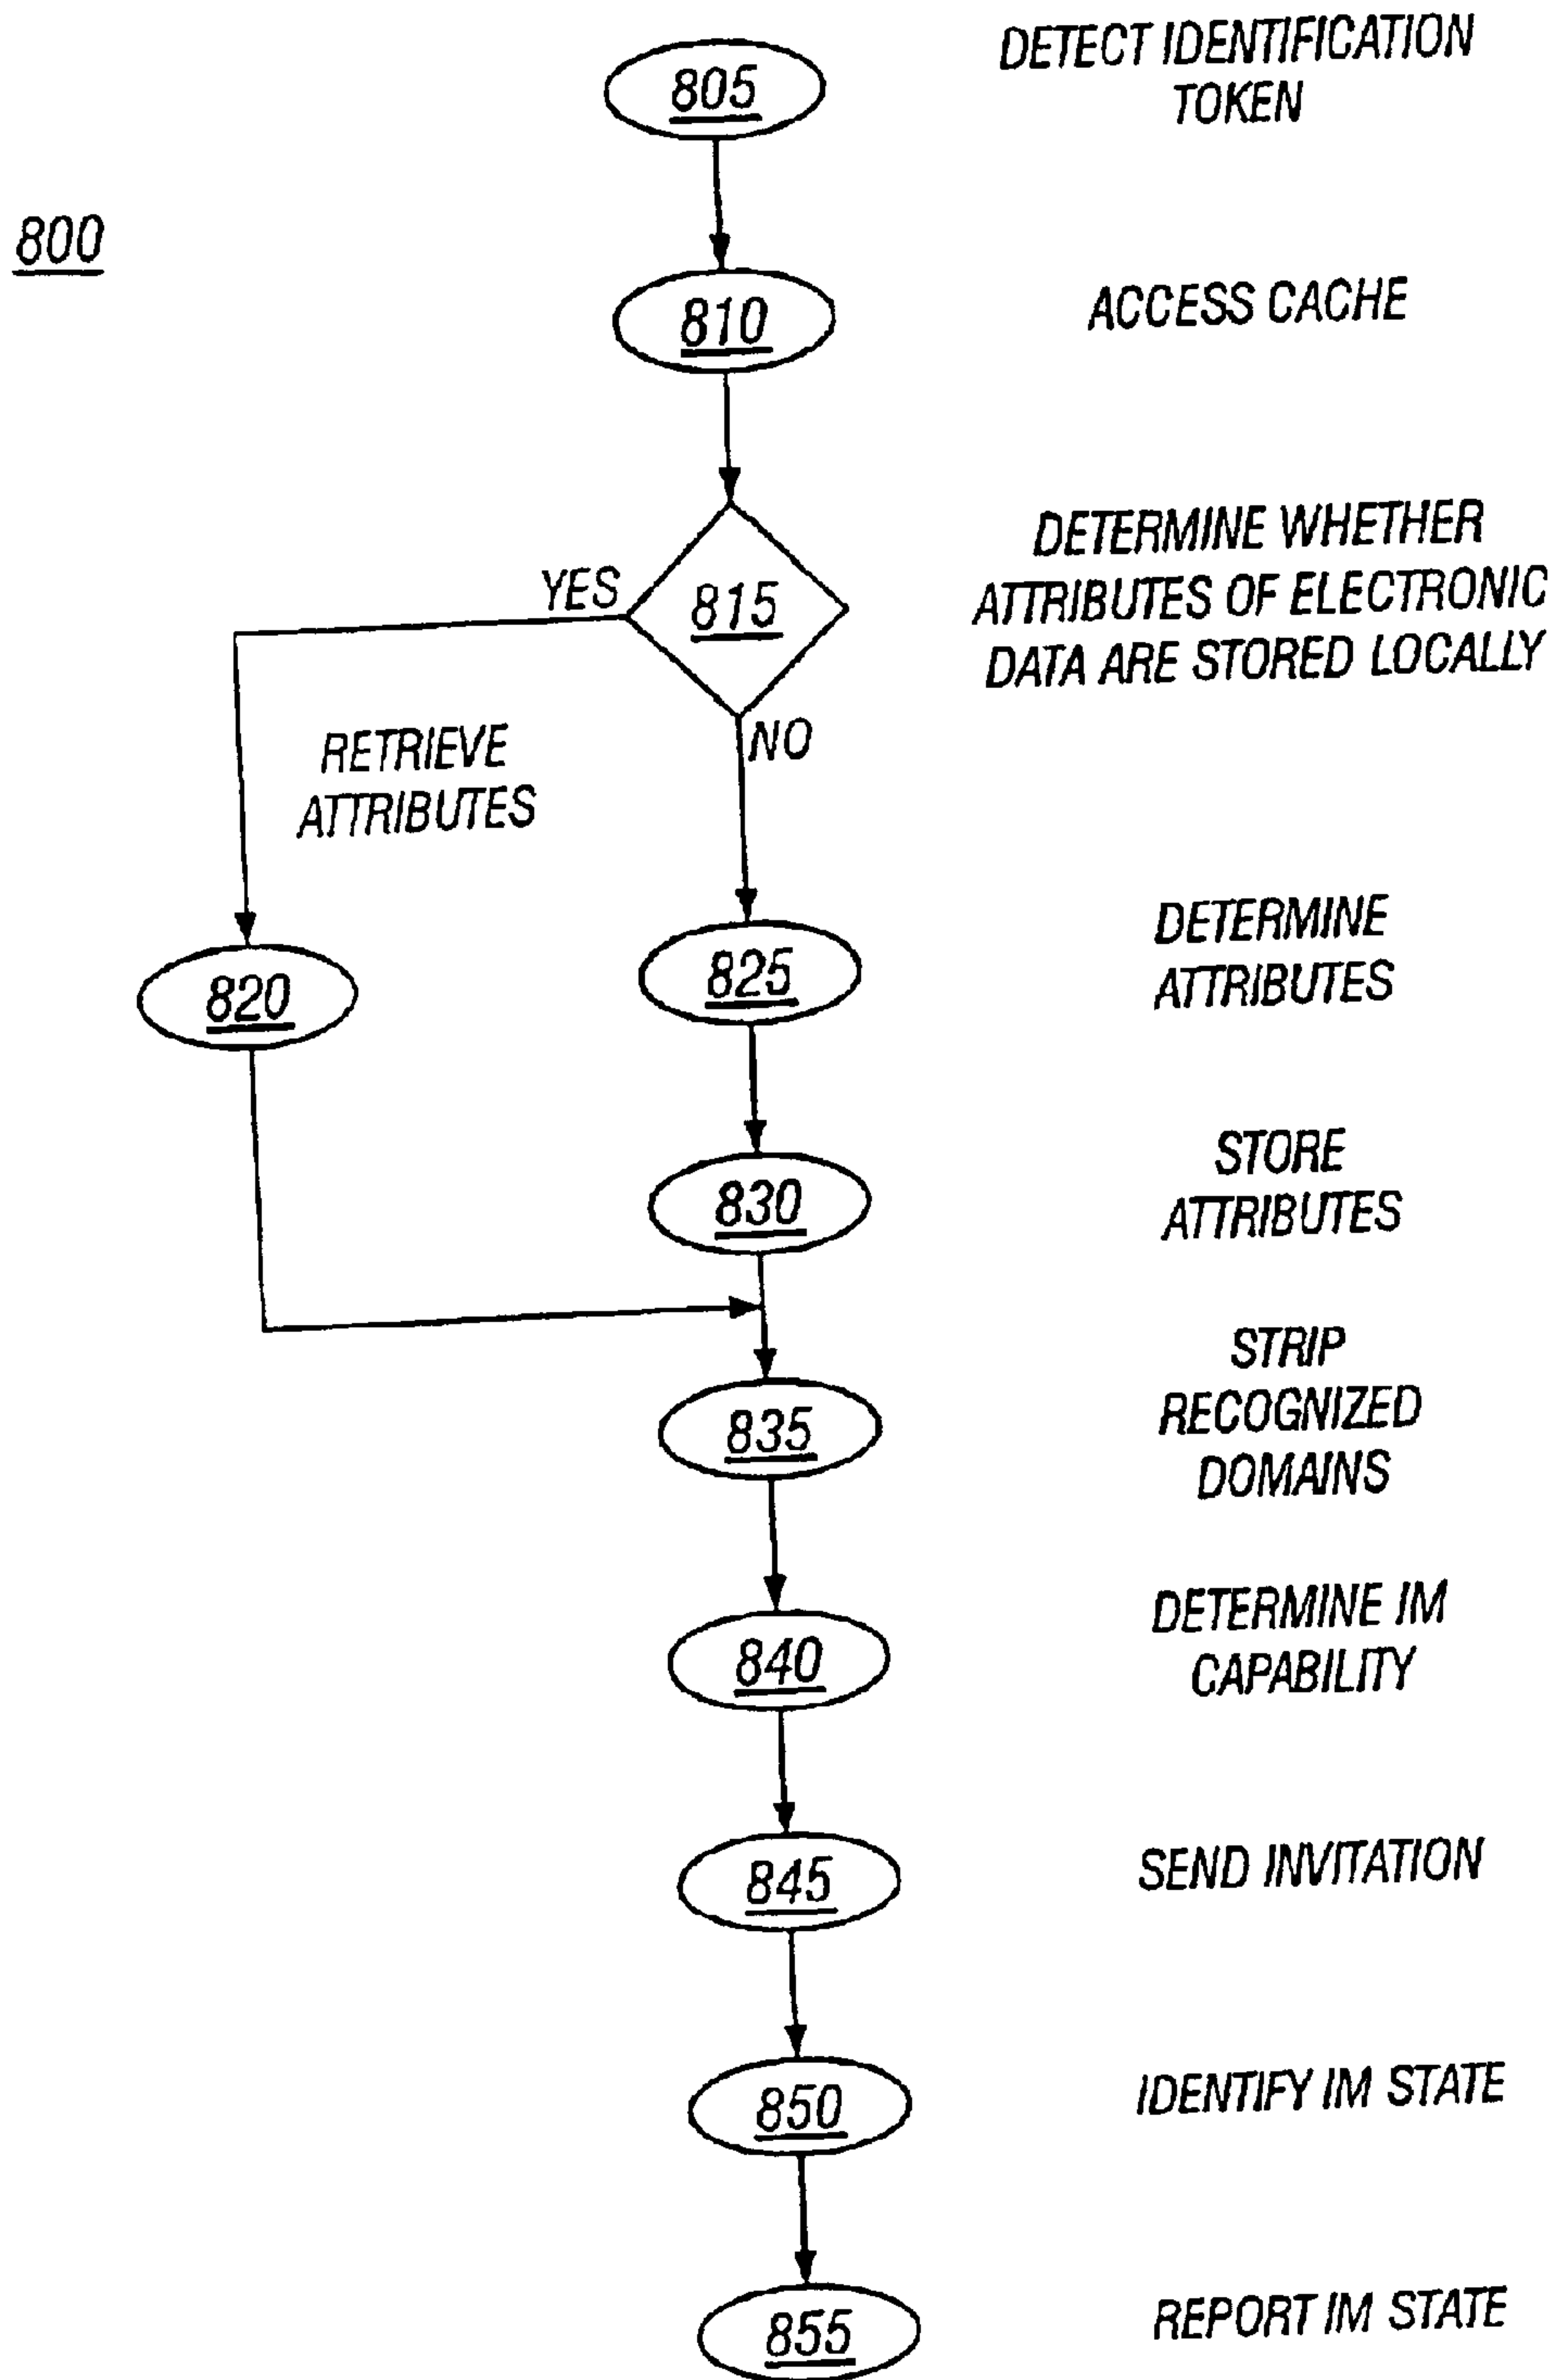 805
DETECT IDENTIFICATION
TOKEN
800
810
ACCESS CACHE
YES
815
DETERMINE WHETHER
ATTRIBUTES OF ELECTRONIC
DATA ARE STORED LOCALLY
RETRIEVE
ATTRIBUTES
NO
820
825
DETERMINE
ATTRIBUTES
830
STORE
ATTRIBUTES
835
STRIP
RECOGNIZED
DOMAINS
840
DETERMINE IM
CAPABILITY
845
SEND INVITATION
850
IDENTIFY IM STATE
855
REPORT IM STATE